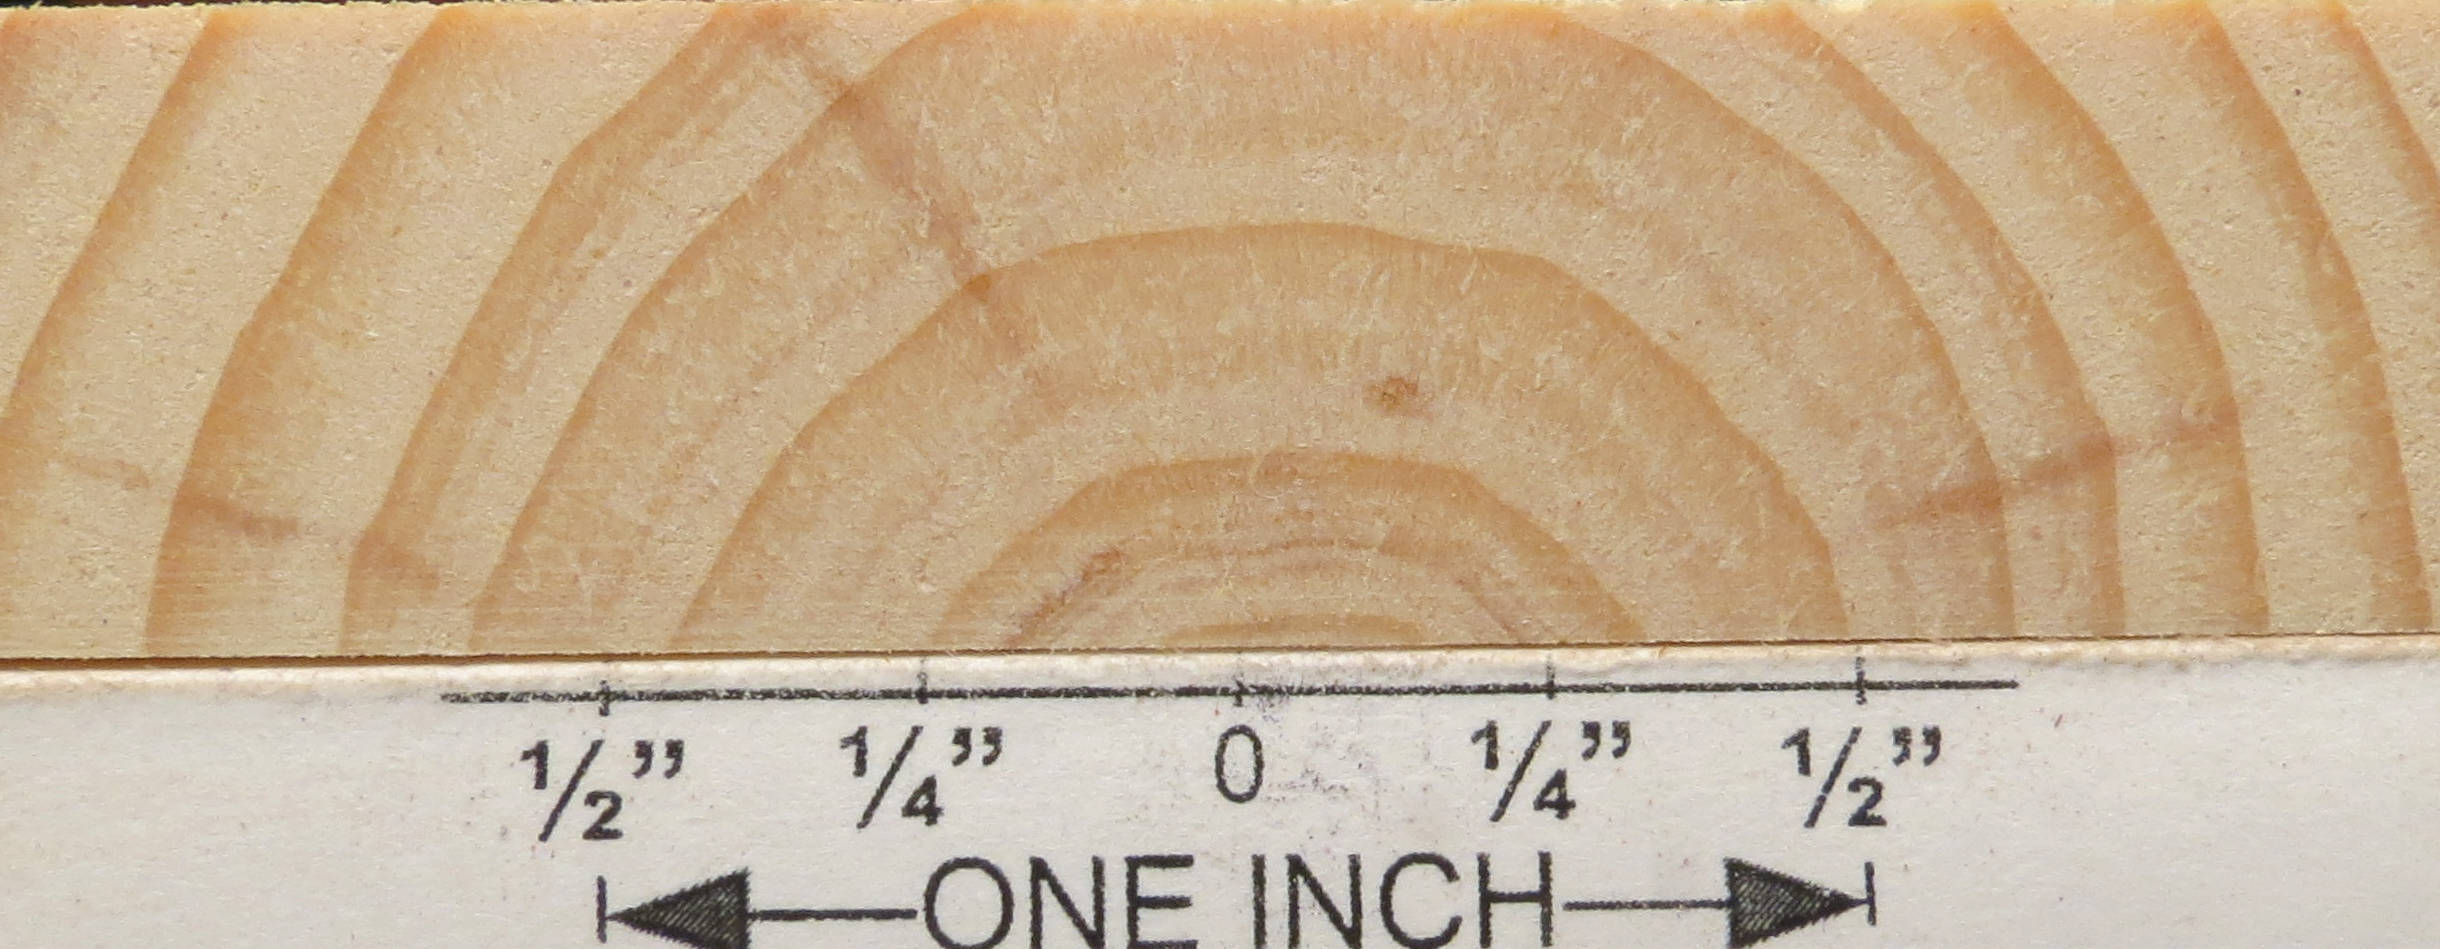 1/2” 1/4” 0 1/4” 1/2”
ONE INCH